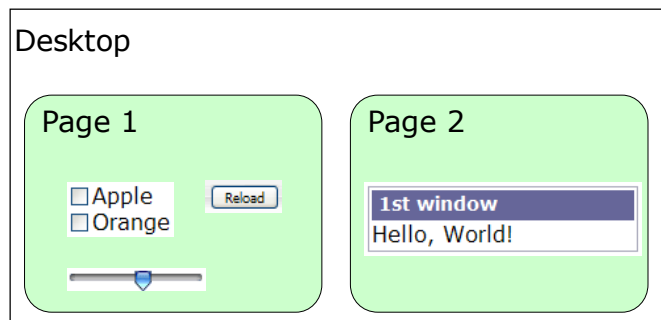 Desktop
Page 1
Apple
Orange
Reload
Page 2
1st window
Hello, World!